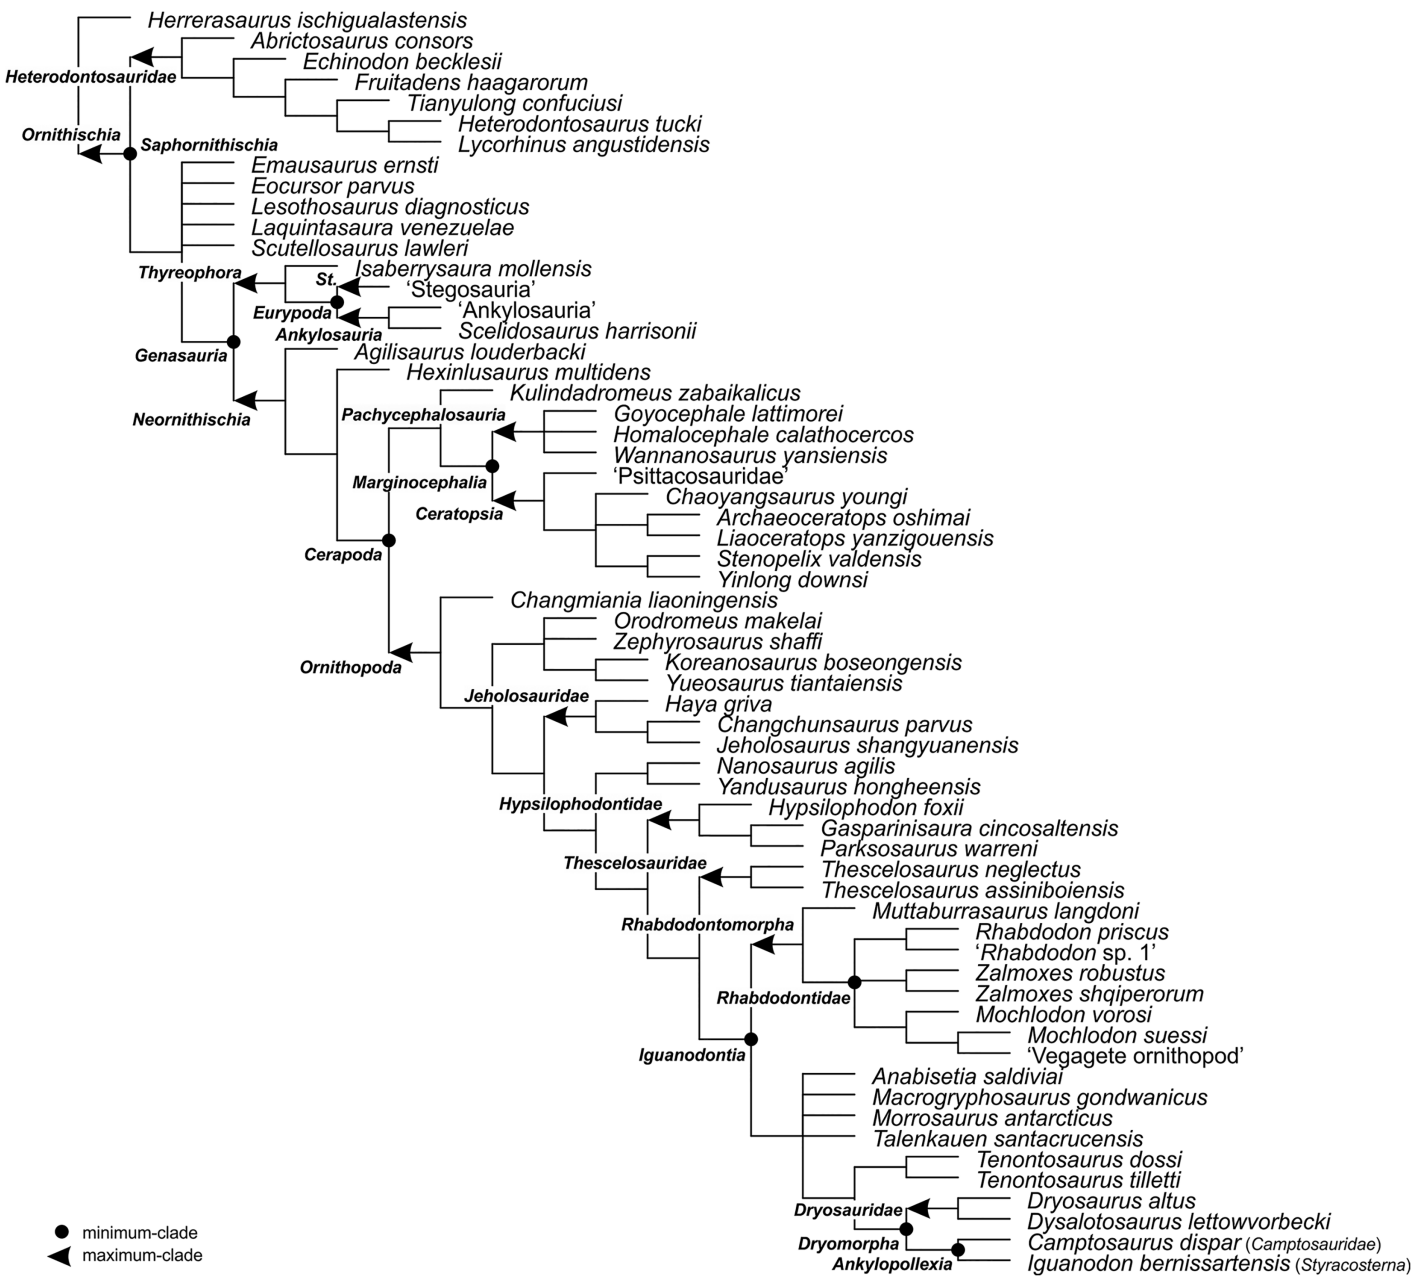 Herrerasaurus ischigualastensis
Abrictosaurus consors
Echinodon becklesii
Heterodontosauridae
Fruitadens haagarorum
Tianyulong confuciusi
Heterodontosaurus tucki
Ornithischia
Lycorhinus angustidensis
Saphornithischia
Emausaurus ernsti
Eocursor parvus
Lesothosaurus diagnosticus
Laquintasaura venezuelae
Scutellosaurus lawleri
Thyreophora
Isaberrysaura mollensis
St.
‘Stegosauria’
Eurypoda
‘Ankylosauria’
Ankylosauria
Scelidosaurus harrisonii
Genasauria
Agilisaurus louderbacki
Hexinlusaurus multidens
Kulindadromeus zabaikalicus
Neornithischia
Pachycephalosauria
Goyocephale lattimorei
Homalocephale calathocercos
Wannanosaurus yansiensis
Marginocephalia
‘Psittacosauridae’
Chaoyangsaurus youngi
Ceratopsia
Archaeoceratops oshimai
Liaoceratops yanzigouensis
Cerapoda
Stenopelix valdensis
Yinlong downsi
Changmiania liaoningensis
Orodromeus makelai
Zephyrosaurus shaffi
Ornithopoda
Koreanosaurus boseongensis
Yueosaurus tiantaiensis
Jeholosauridae
Haya griva
Changchunsaurus parvus
Jeholosaurus shangyuanensis
Nanosaurus agilis
Yandusaurus hongheensis
Hypsilophodontidae
Hypsilophodon foxii
Gasparinisaura cincosaltensis
Parksosaurus warreni
Thescelosauridae
Thescelosaurus neglectus
Thescelosaurus assiniboiensis
Muttaburrasaurus langdoni
Rhabdodontomorpha
Rhabdodon priscus
‘Rhabdodon sp. 1’
Zalmoxes robustus
Rhabdodontidae
Zalmoxes shqiperorum
Mochlodon vorosi
Mochlodon suessi
Iguanodontia
‘Vegagete ornithopod’
Anabisetia saldiviai
Macrogryphosaurus gondwanicus
Morrosaurus antarcticus
Talenkauen santacrucensis
Tenontosaurus dossi
Tenontosaurus tilletti
Dryosauridae
Dryosaurus altus
Dysalotosaurus lettowvorbecki
Dryomorpha
Camptosaurus dispar (Camptosauridae)
Ankylopollexia
Iguanodon bernissartensis (Styracosterna)
minimum-clade
maximum-clade